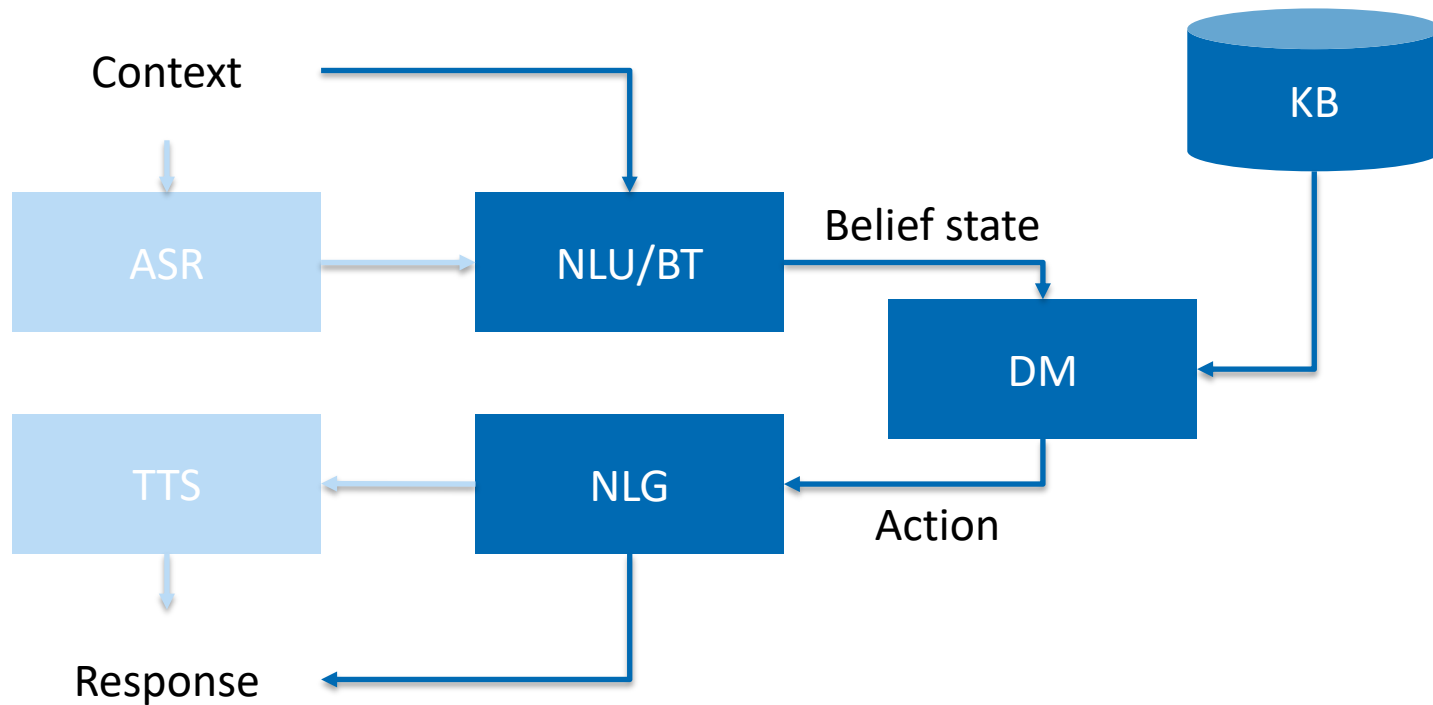 Context
KB
ASR
NLU/BT
Belief state
DM
TTS
NLG
Action
Response